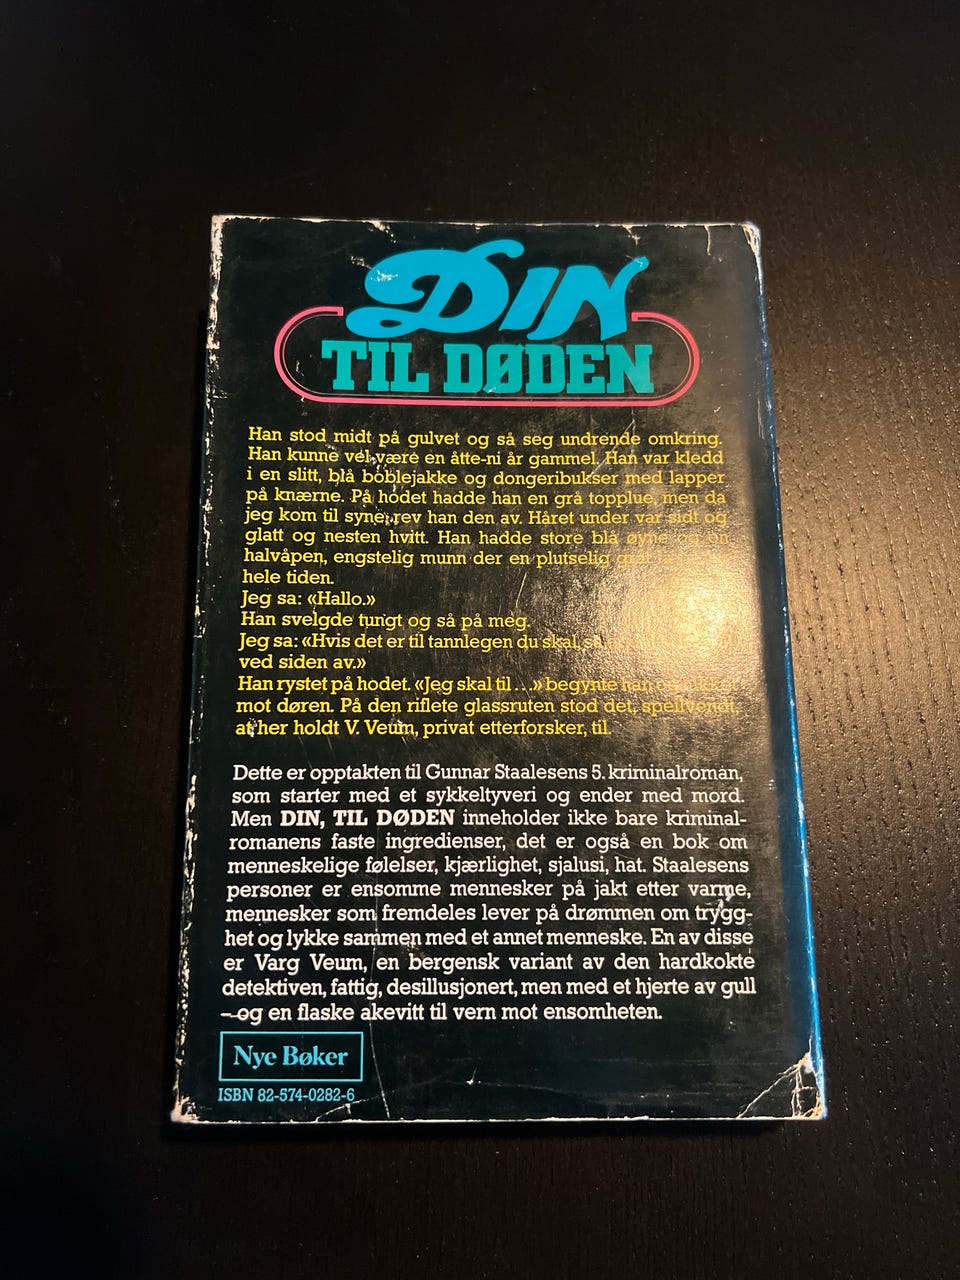 DIN
TIL DØDEN
Han stod midt på gulvet og så seg undrende omkring.
Han kunne vel være en åtte-ni år gammel. Han var kledd
i en slitt, blå boblejakke og dongeribukser med lapper
på knærne. På hodet hadde han en grå topplue, men da
jeg kom til syne, rev han den av. Håret under var sidt og
glatt og nesten hvitt. Han hadde store blå øyne og en
halvåpen, engstelig munn der en plutselig
hele tiden.
Jeg sa: «Hallo.»
Han svelgde tungt og så på meg.
Jeg sa: «Hvis det er til tannlegen du skal,
ved siden av.»
Han rystet på hodet. «Jeg skal til ...» begynte han
mot døren. På den riflete glassruten stod det, speilvendt,
at her holdt V. Veum, privat etterforsker, til.
Dette er opptakten til Gunnar Staalesens 5. kriminalroman,
som starter med et sykkeltyveri og ender med mord.
Men DIN, TIL DØDEN inneholder ikke bare kriminal-
romanens faste ingredienser, det er også en bok om
menneskelige følelser, kjærlighet, sjalusi, hat. Staalesens
personer er ensomme mennesker på jakt etter varme,
mennesker som fremdeles lever på drømmen om trygg-
het og lykke sammen med et annet menneske. En av disse
er Varg Veum, en bergensk variant av den hardkokte
detektiven, fattig, desillusjonert, men med et hjerte av gull
– og en flaske akevitt til vern mot ensomheten.
Nye Bøker
ISBN 82-574-0282-6